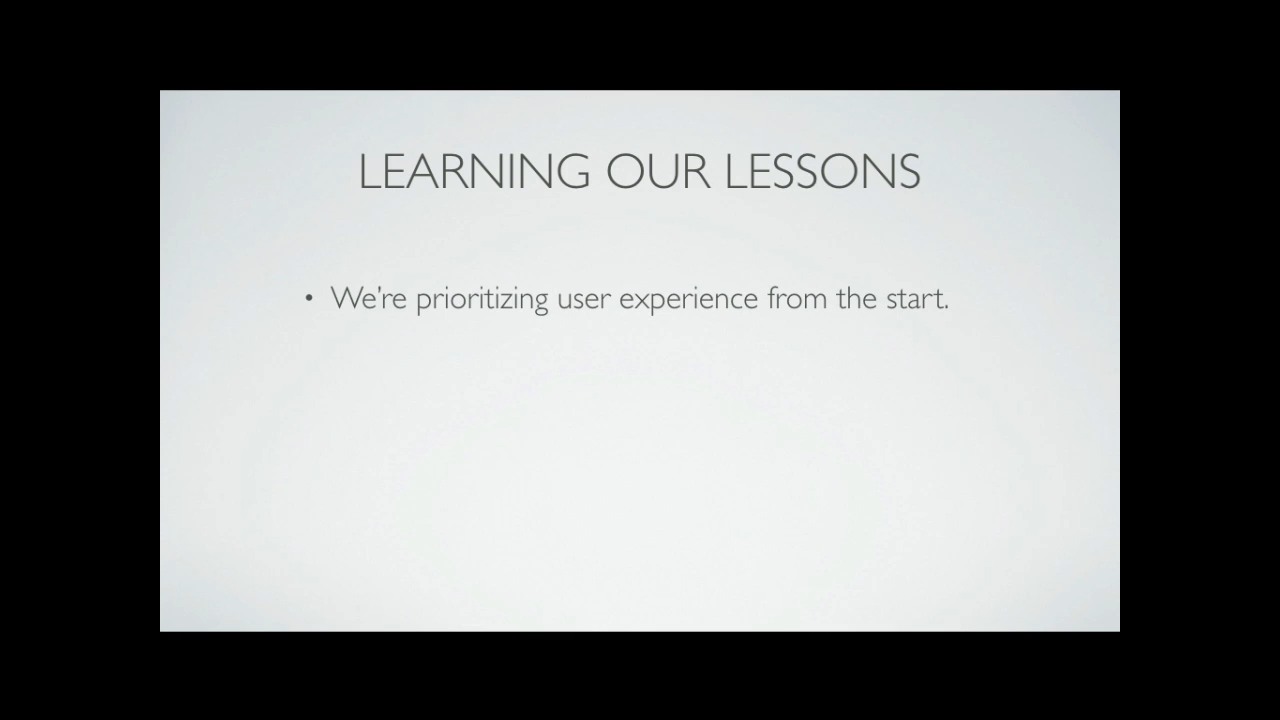 LEARNING OUR LESSONS
• We're prioritizing user experience from the start.